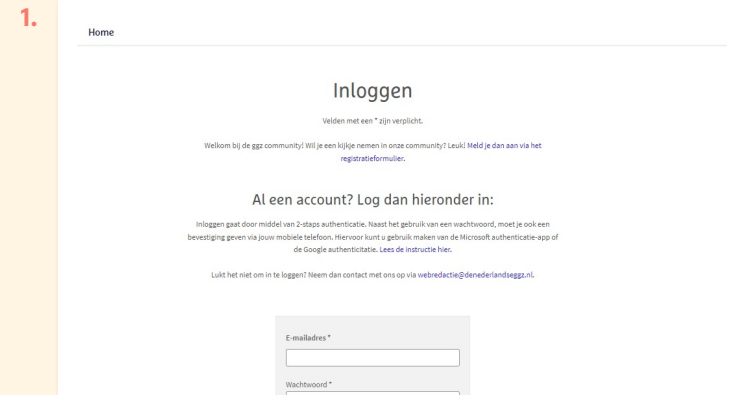 1.
Home
Inloggen
Velden met een * zijn verplicht.
Welkom bij de ggz community! Wil je een kijkje nemen in onze community? Leuk! Meld je dan aan via het
registratieformulier.
Al een account? Log dan hieronder in:
Inloggen gaat door middel van 2-staps authenticatie. Naast het gebruik van een wachtwoord, moet je ook een
bevestiging geven via jouw mobiele telefoon. Hiervoor kunt u gebruik maken van de Microsoft authenticatie-app of
de Google authenticitatie. Lees de instructie hier.
Lukt het niet om in te loggen? Neem dan contact met ons op via webredactie@denederlandseggz.nl.
E-mailadres *
Wachtwoord *